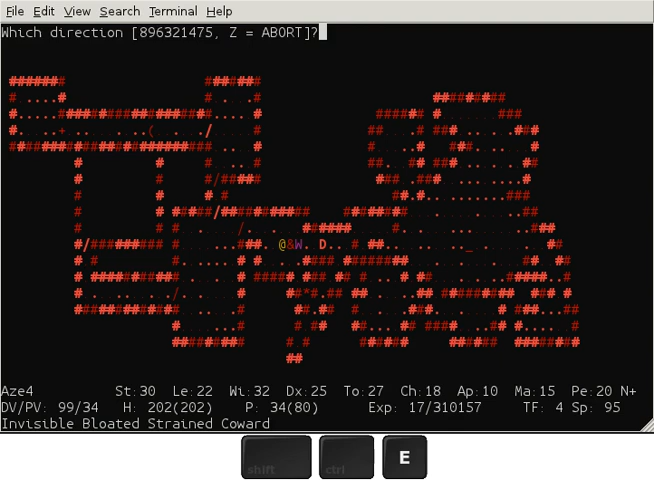 File Edit View Search Terminal Help
Which direction [896321475, Z = ABORT]?
Aze4 St:30 Le:22 Wi:32 Dx:25 To:27 Ch:18 Ap:10 Ma:15 Pe:20 N+
DV/PV: 99/34 H: 202(202) P: 34(80) Exp: 17/310157 TF: 4 Sp: 95
Invisible Bloated Strained Coward
shift ctrl E